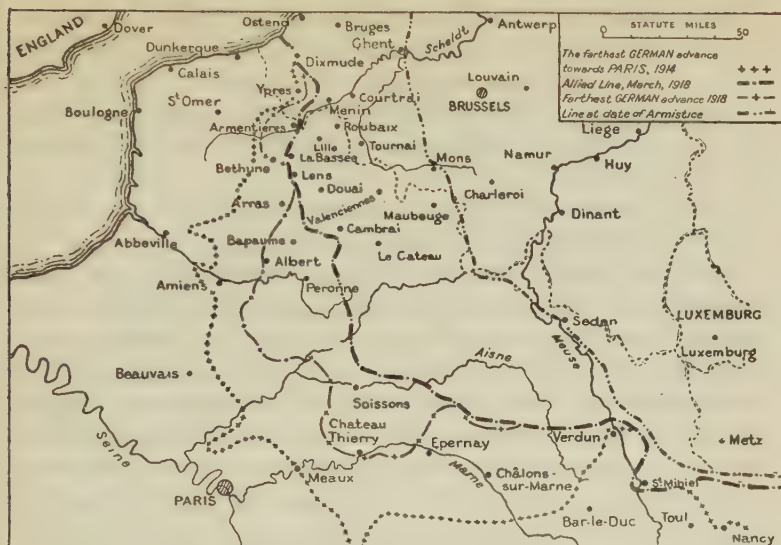 ENGLAND
Dover
Ostend
Bruges
Ghent
Antwerp
Scheldt
Dunkerque
Dixmude
Calais
Ypres
Louvain
BRUSSELS
Boulogne
St Omer
Menin
Courtrai
Armentieres
Roubaix
Lille
Tournai
Liege
Bethune
La Bassée
Mons
Namur
Huy
Lens
Douai
Charleroi
Arras
Valenciennes
Maubeuge
Dinant
Abbeville
Bapaume
Cambrai
Albert
Le Cateau
Amiens
Peronne
Sedan
LUXEMBURG
Luxemburg
Meuse
Aisne
Beauvais
Soissons
Seine
Chateau
Thierry
Epernay
Verdun
Metz
Marne
PARIS
Meaux
Châlons
sur-Marne
St Mihiel
Bar-le-Duc
Toul
Nancy
STATUTE MILES
0 50
The farthest GERMAN advance
towards PARIS, 1914
Allied Line, March, 1918
Farthest GERMAN advance 1918
Line at date of Armistice